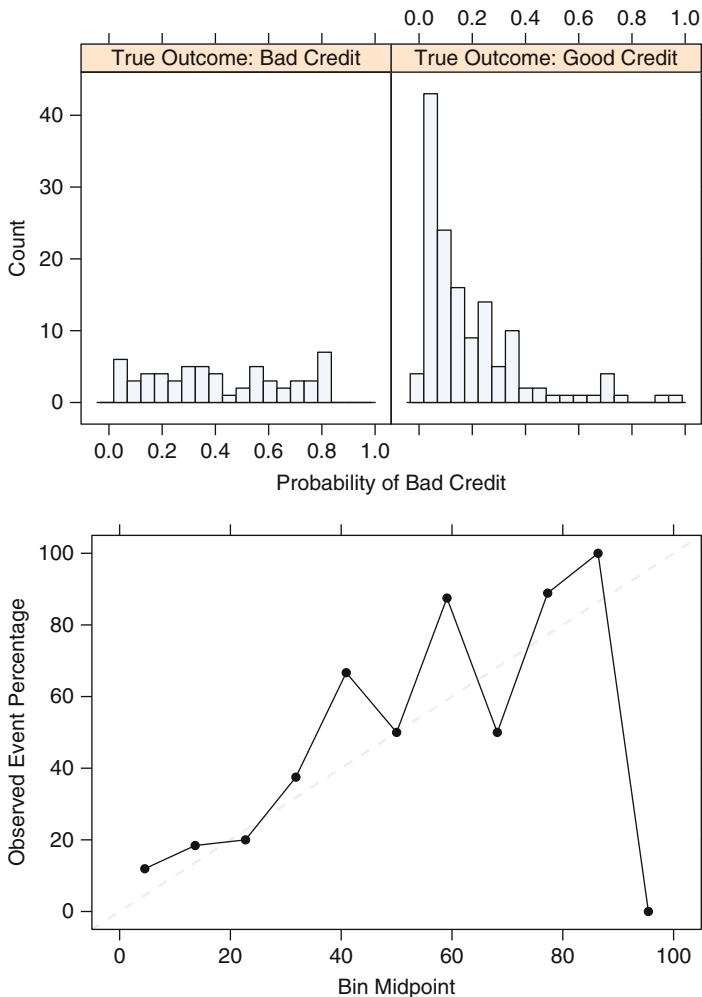 0.0 0.2 0.4 0.6 0.8 1.0
True Outcome: Bad Credit
True Outcome: Good Credit
Count
40
30
20
10
0
0.0 0.2 0.4 0.6 0.8 1.0
Probability of Bad Credit
Observed Event Percentage
100
80
60
40
20
0
0 20 40 60 80 100
Bin Midpoint